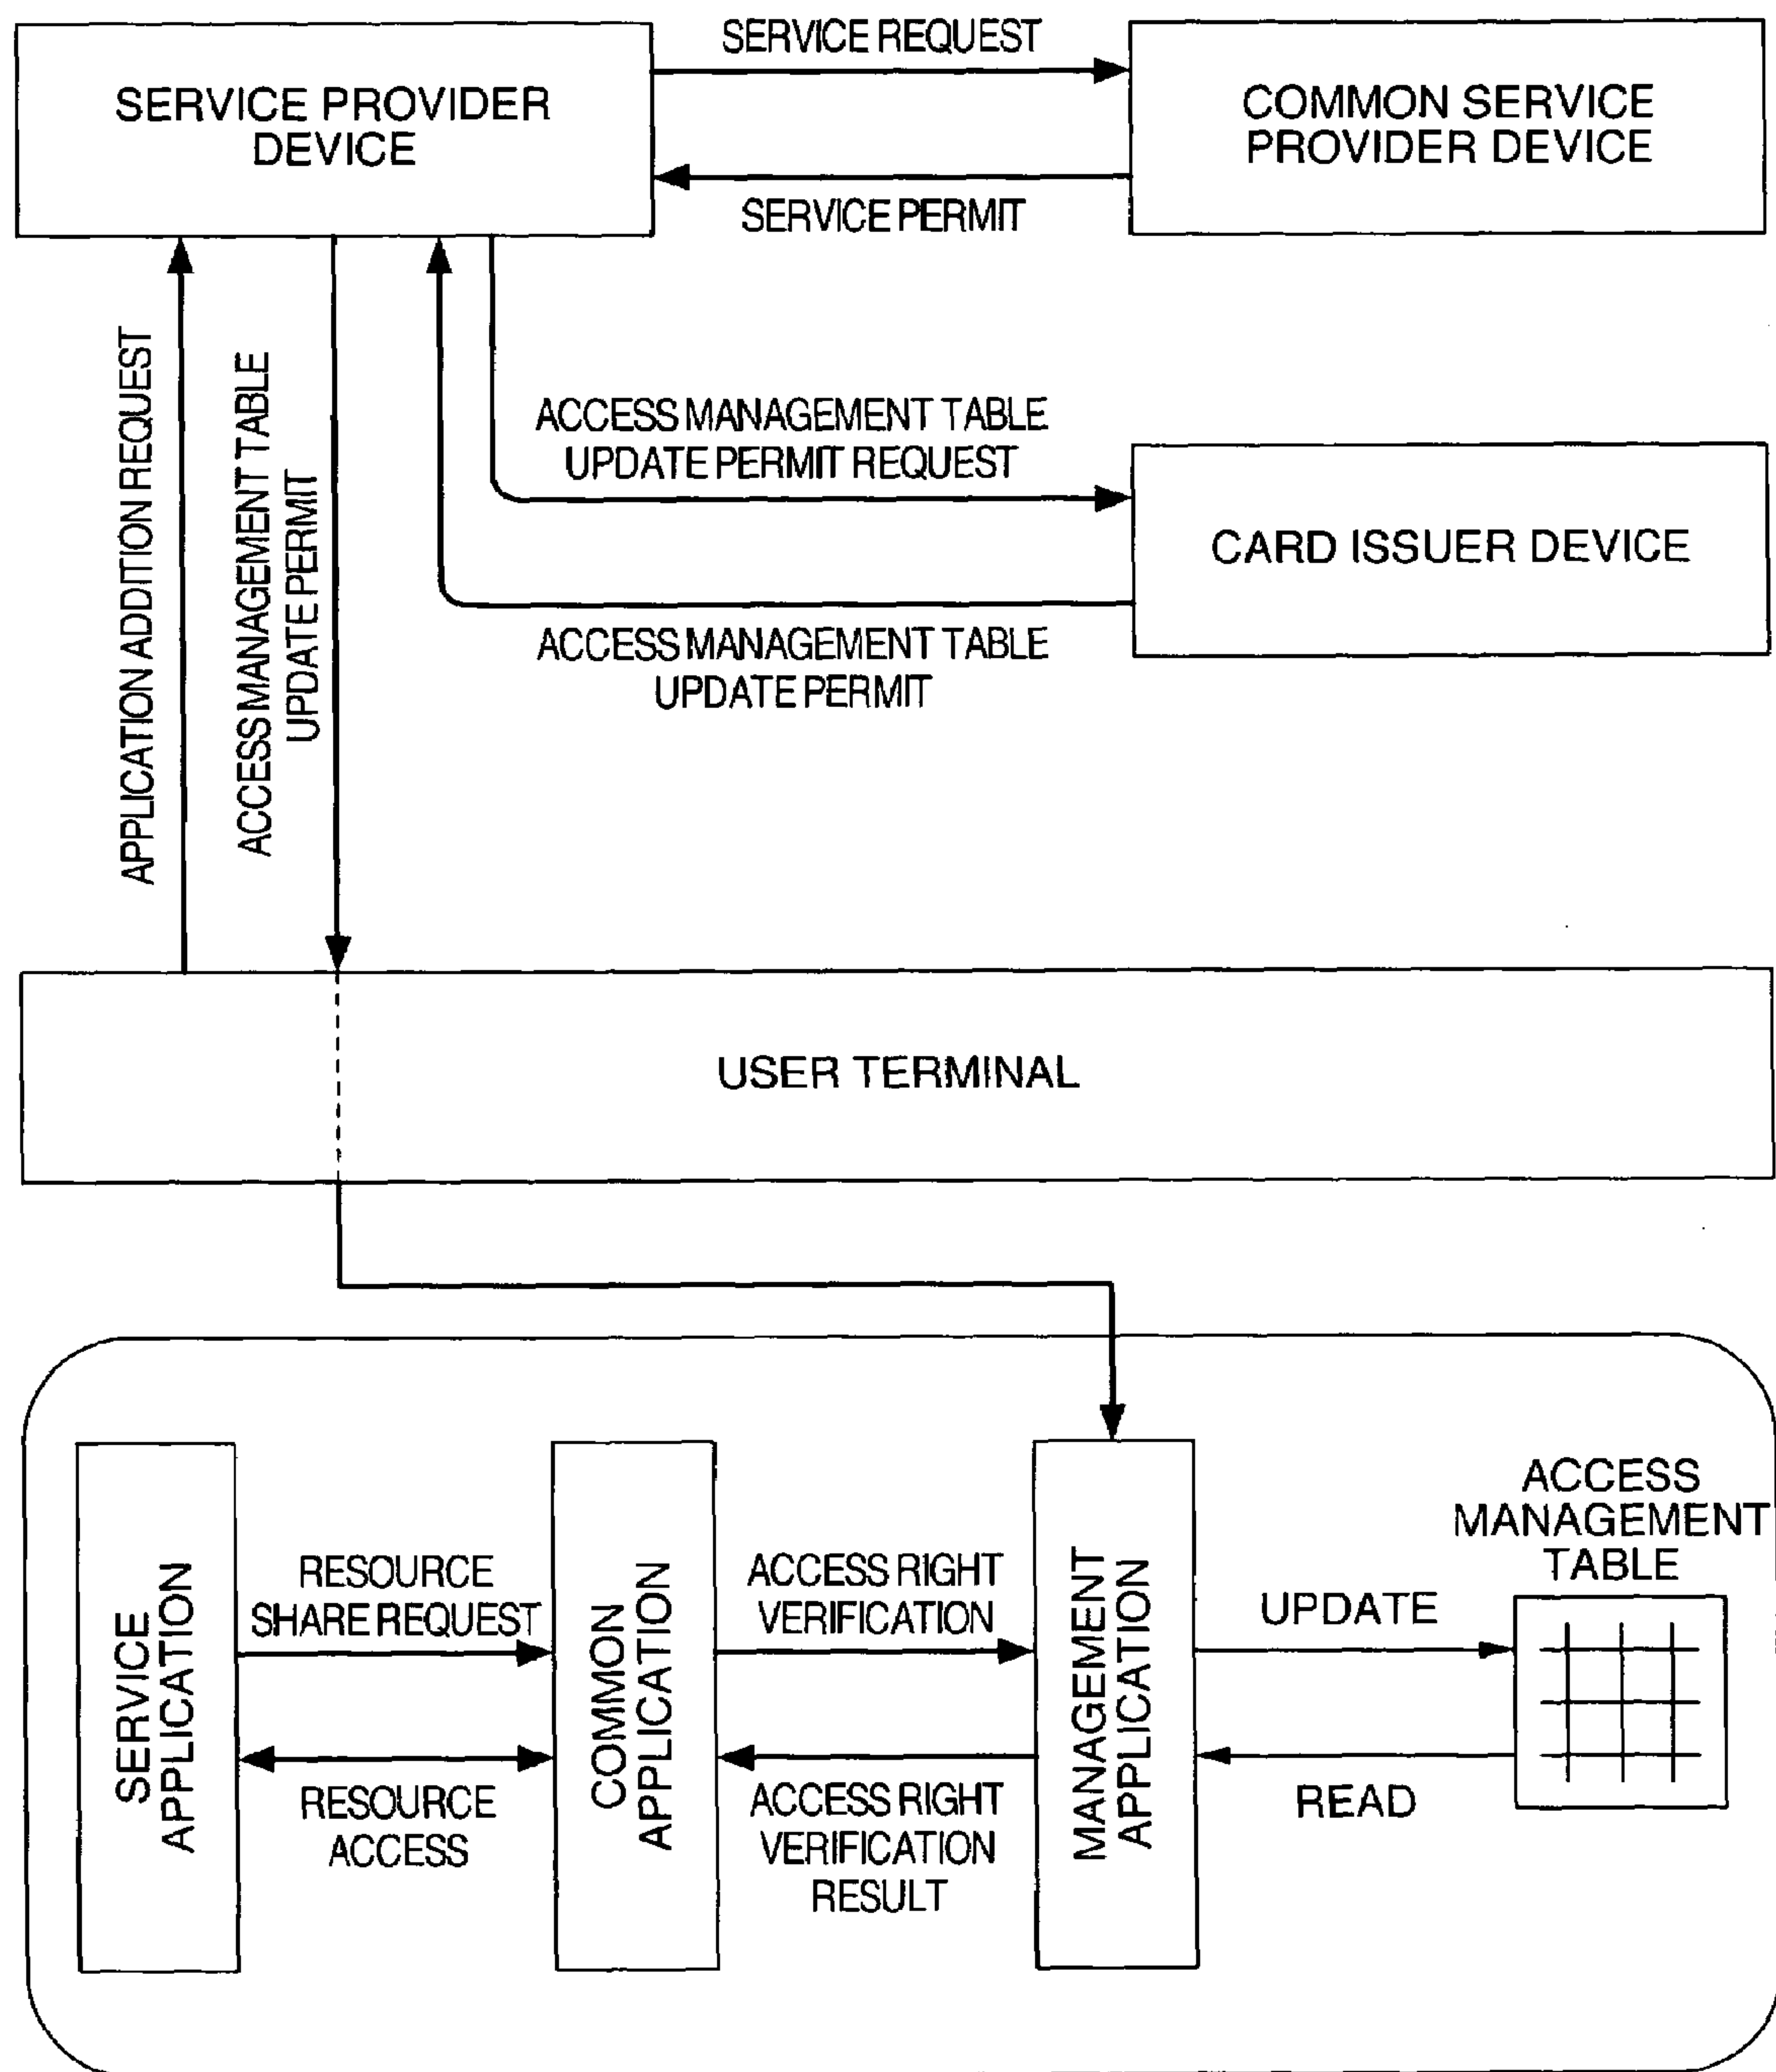 SERVICE REQUEST
SERVICE PROVIDER
DEVICE
COMMON SERVICE
PROVIDER DEVICE
SERVICE PERMIT
APPLICATION ADDITION REQUEST
ACCESS MANAGEMENT TABLE
UPDATE PERMIT
ACCESS MANAGEMENT TABLE
UPDATE PERMIT REQUEST
CARD ISSUER DEVICE
ACCESS MANAGEMENT TABLE
UPDATE PERMIT
USER TERMINAL
SERVICE
APPLICATION
RESOURCE
SHARE REQUEST
RESOURCE
ACCESS
COMMON
APPLICATION
ACCESS RIGHT
VERIFICATION
ACCESS RIGHT
VERIFICATION
RESULT
MANAGEMENT
APPLICATION
UPDATE
READ
ACCESS
MANAGEMENT
TABLE